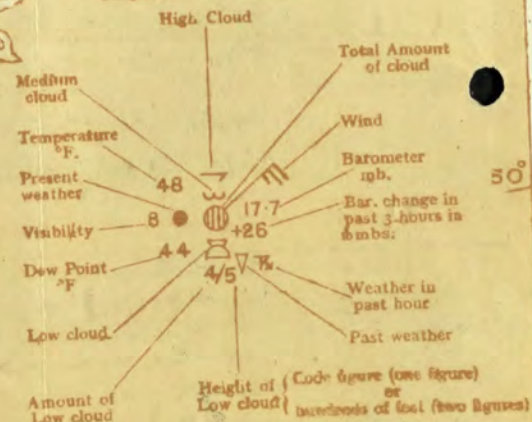 High Cloud
Total Amount
of cloud
Medium
cloud
Wind
Temperature
°F.
48
Barometer
mb.
50°
Present
weather
17·7
Bar. change in
past 3-hours in
+26
Visibility
8
Dew Point
°F
44
4/5
Weather in
past hour
Low cloud
Past weather
Amount of
Low cloud
Height of
Low cloud
Code figure (one figure)
or
hundreds of feet (two figures)